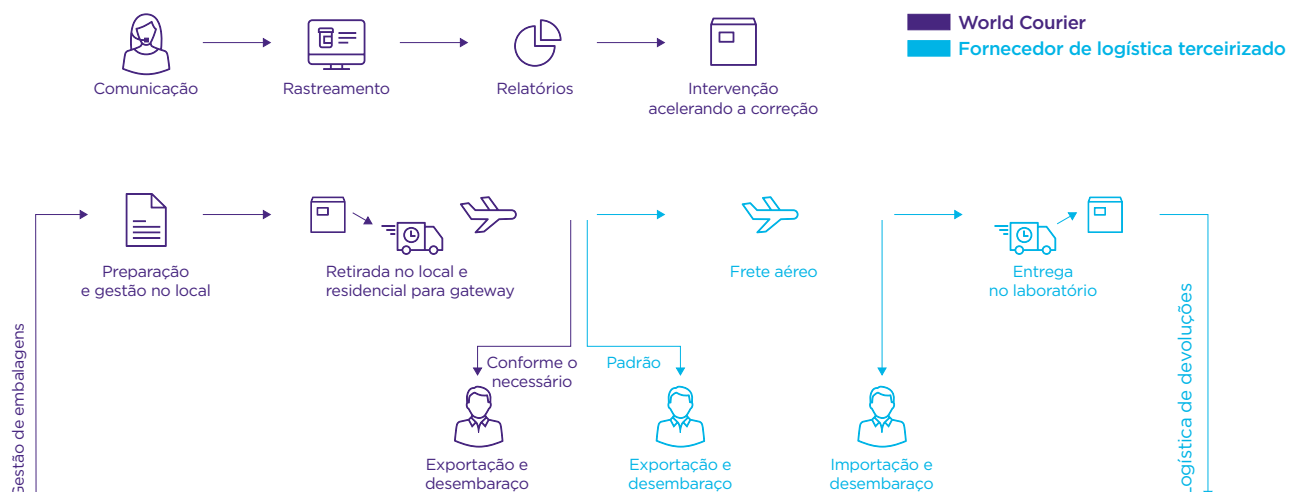 World Courier
Fornecedor de logística terceirizado
Comunicação
Rastreamento
Relatórios
Intervenção
acelerando a correção
Preparação
e gestão no local
Retirada no local e
residencial para gateway
Frete aéreo
Entrega
no laboratório
Conforme o
necessário
Padrão
Exportação e
desembaraço
Exportação e
desembaraço
Importação e
desembaraço
Gestão de embalagens
Logística de devoluções